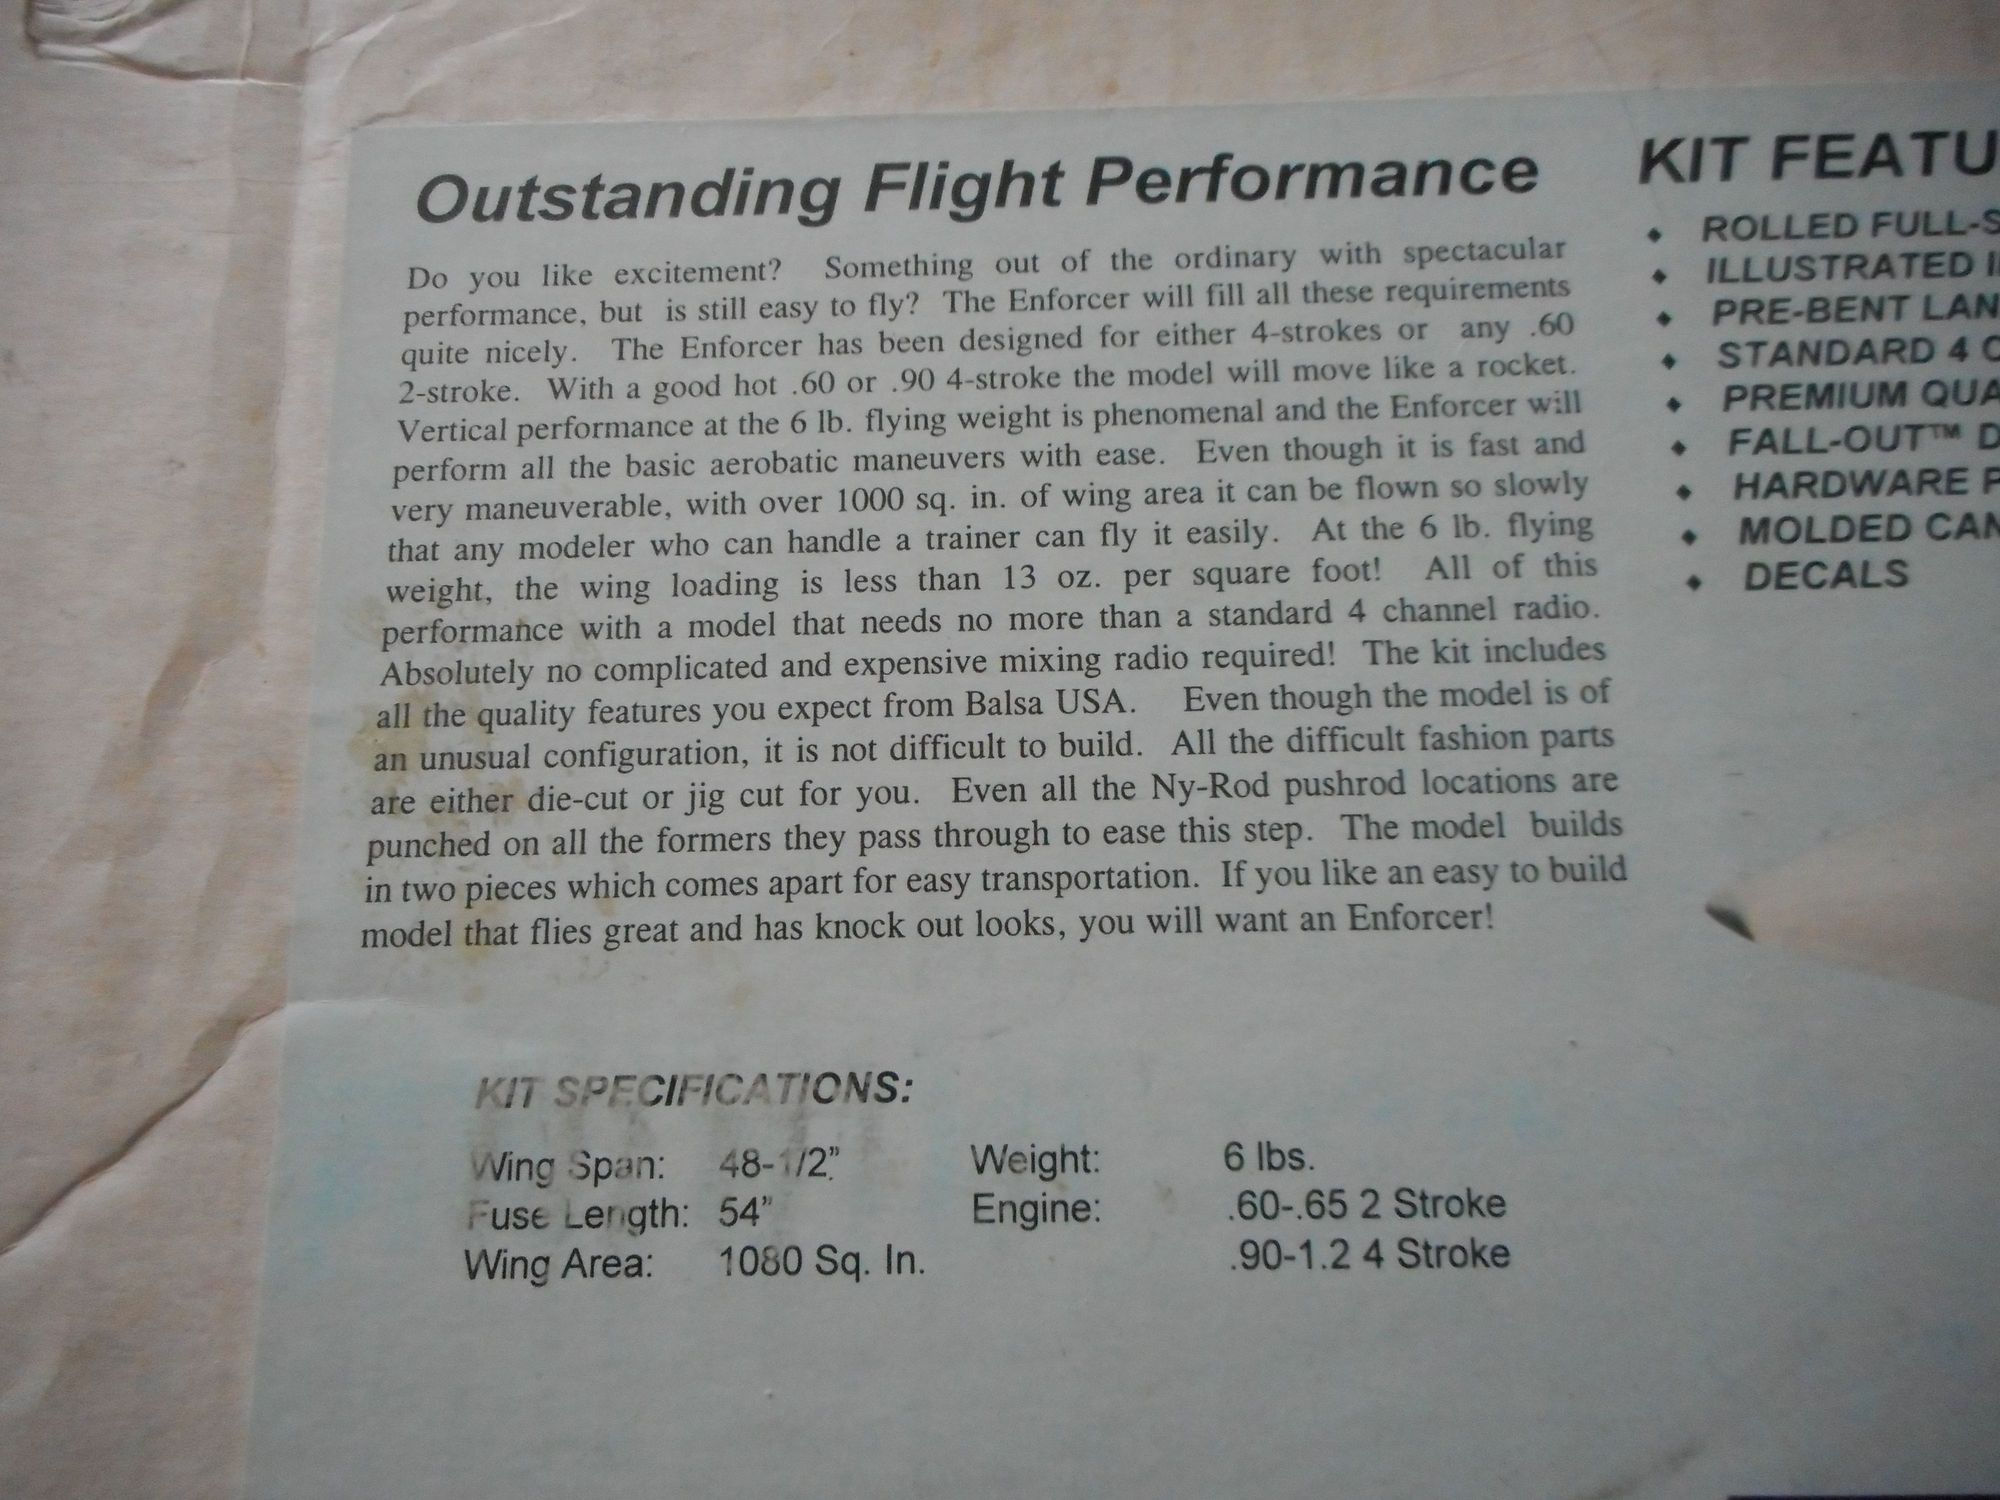 Outstanding Flight Performance
Do you like excitement? Something out of the ordinary with spectacular
performance, but is still easy to fly? The Enforcer will fill all these requirements
quite nicely. The Enforcer has been designed for either 4-strokes or any .60
2-stroke. With a good hot .60 or .90 4-stroke the model will move like a rocket.
Vertical performance at the 6 lb. flying weight is phenomenal and the Enforcer will
perform all the basic aerobatic maneuvers with ease. Even though it is fast and
very maneuverable, with over 1000 sq. in. of wing area it can be flown so slowly
that any modeler who can handle a trainer can fly it easily. At the 6 lb. flying
weight, the wing loading is less than 13 oz. per square foot! All of this
performance with a model that needs no more than a standard 4 channel radio.
Absolutely no complicated and expensive mixing radio required! The kit includes
all the quality features you expect from Balsa USA. Even though the model is of
an unusual configuration, it is not difficult to build. All the difficult fashion parts
are either die-cut or jig cut for you. Even all the Ny-Rod pushrod locations are
punched on all the formers they pass through to ease this step. The model builds
in two pieces which comes apart for easy transportation. If you like an easy to build
model that flies great and has knock out looks, you will want an Enforcer!
KIT FEATU
◆ ROLLED FULL-S
◆ ILLUSTRATED
◆ PRE-BENT LAN
◆ STANDARD 4
◆ PREMIUM QUA
◆ FALL-OUT™ D
◆ HARDWARE P
◆ MOLDED CAN
◆ DECALS
KIT SPECIFICATIONS:
Wing Span: 48-1/2" Weight: 6 lbs.
Fuse Length: 54" Engine: .60-.65 2 Stroke
Wing Area: 1080 Sq. In. .90-1.2 4 Stroke